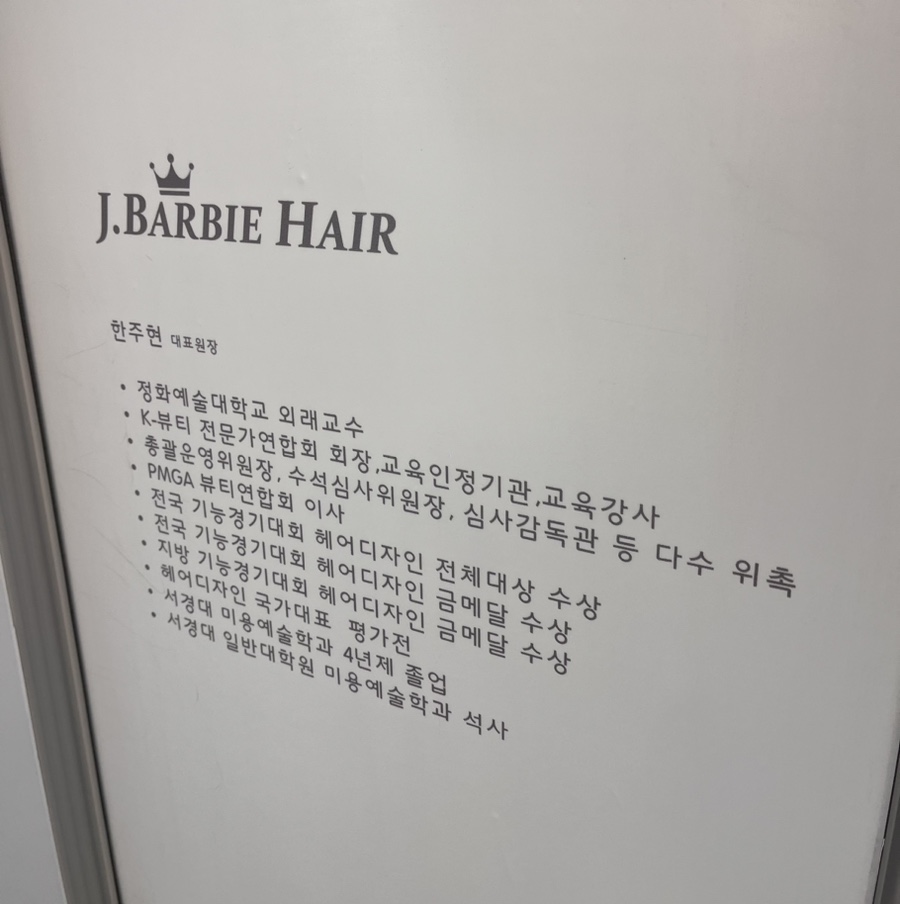 J.BARBIE HAIR
한주현 대표원장
• 정화예술대학교 외래교수
• K-뷰티 전문가연합회 회장,교육인정기관,교육강사
• 총괄운영위원장, 수석심사위원장, 심사감독관 등 다수 위촉
• PMGA 뷰티연합회 이사
• 전국 기능경기대회 헤어디자인 전체대상 수상
• 전국 기능경기대회 헤어디자인 금메달 수상
• 지방 기능경기대회 헤어디자인 금메달 수상
• 헤어디자인 국가대표 평가전
• 서경대 미용예술학과 4년제 졸업
• 서경대 일반대학원 미용예술학과 석사